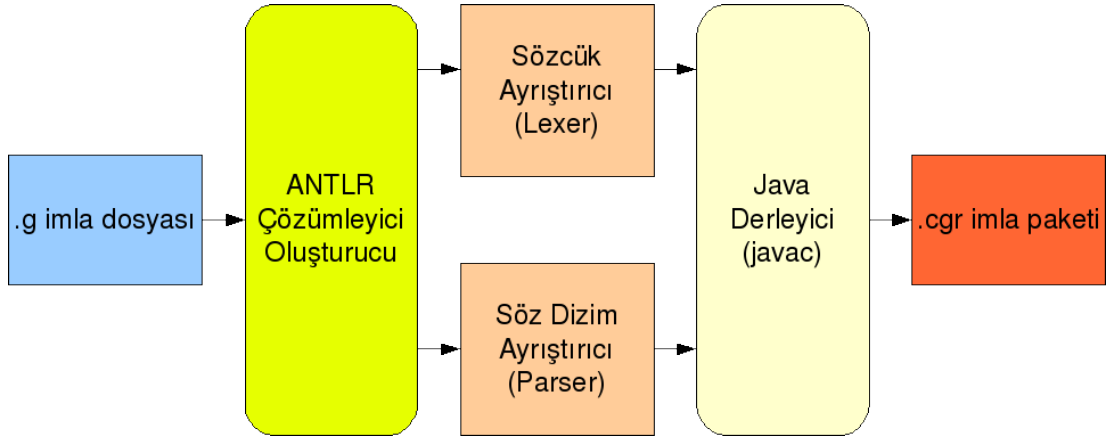 .g imla dosyası
ANTLR
Çözümleyici
Oluşturucu
Sözcük
Ayrıştırıcı
(Lexer)
Söz Dizim
Ayrıştırıcı
(Parser)
Java
Derleyici
(javac)
.cgr imla paketi